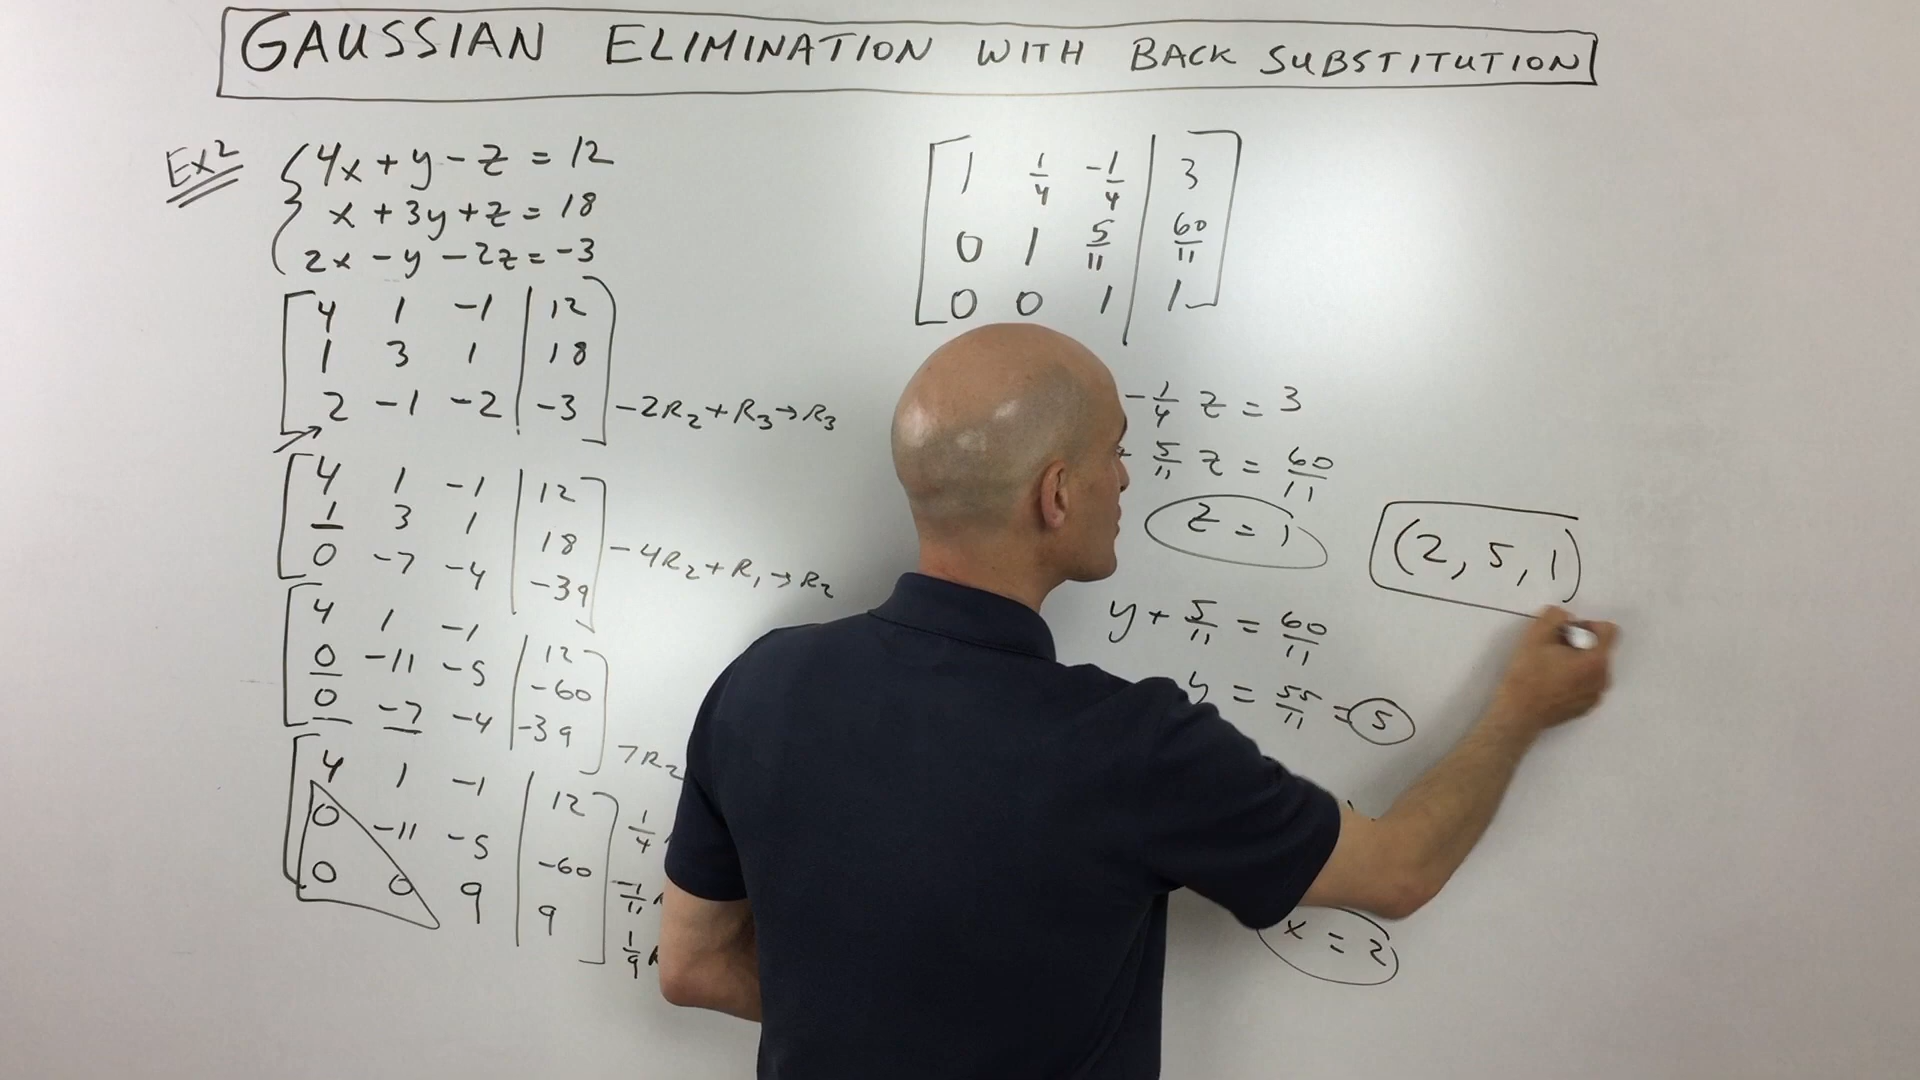 GAUSSIAN ELIMINATION WITH BACK SUBSTITUTION
Ex2
4x + y - z = 12
x + 3y + z = 18
2x - y - 2z = -3
4 1 -1 | 12
1 3 1 | 18
2 -1 -2 | -3 -2R₂ + R₃ → R₃
4 1 -1 | 12
1 3 1 | 18
0 -7 -4 | -39 -4R₂ + R₁ → R₂
4 1 -1 | 12
0 -11 -5 | -60
0 -7 -4 | -39 7R₂
4 1 -1 | 12 1/4
0 -11 -5 | -60 -1/11
0 0 9 | 9 1/9
1 1/4 -1/4 | 3
0 1 5/11 | 60/11
0 0 1 | 1
-1/4 z = 3
5/11 z = 60/11
z = 1
y + 5/11 = 60/11
y = 55/11 = 5
x = 2
(2, 5, 1)